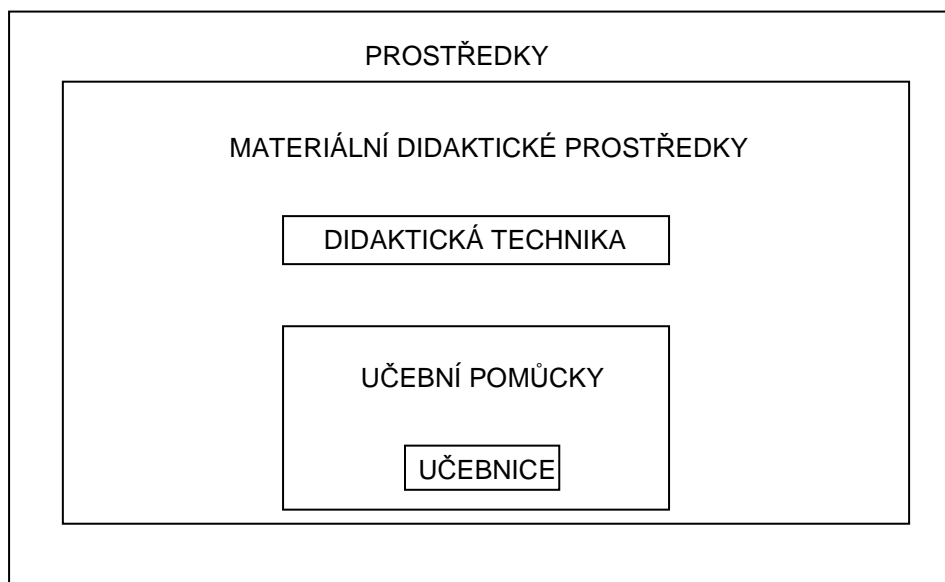 PROSTŘEDKY
MATERIÁLNÍ DIDAKTICKÉ PROSTŘEDKY
DIDAKTICKÁ TECHNIKA
UČEBNÍ POMŮCKY
UČEBNICE